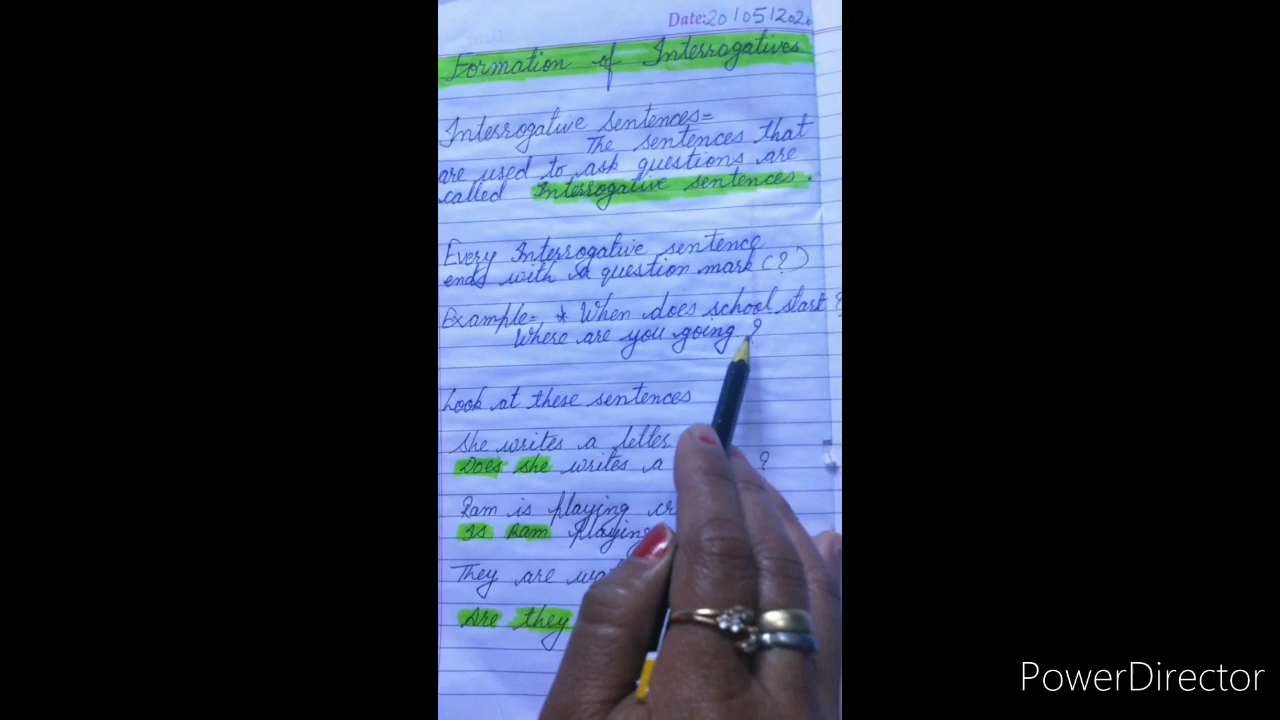 Date: 20/05/2020
Formation of Interrogatives
Interrogative sentences=
The sentences that
are used to ask questions are
called Interrogative sentences.
Every Interrogative sentence
ends with a question mark (?)
Example= * When does school start ?
Where are you going ?
Look at these sentences
She writes a letter
Does she writes a ?
Ram is playing
Is Ram playing
They are
Are they
PowerDirector